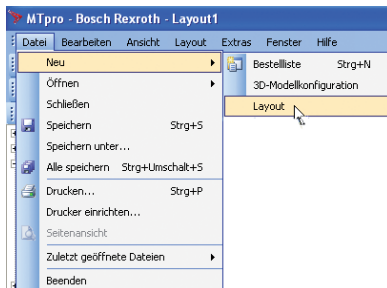 MTpro - Bosch Rexroth - Layout1
Datei Bearbeiten Ansicht Layout Extras Fenster Hilfe
Neu
Bestellliste Strg+N
Öffnen
3D-Modellkonfiguration
Schließen
Layout
Speichern Strg+S
Speichern unter...
Alle speichern Strg+Umschalt+S
Drucken... Strg+P
Drucker einrichten...
Seitenansicht
Zuletzt geöffnete Dateien
Beenden